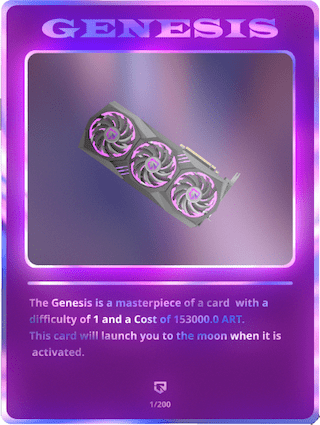 GENESIS
The Genesis is a masterpiece of a card with a
difficulty of 1 and a Cost of 153000.0 ART.
This card will launch you to the moon when it is
activated.
1/200